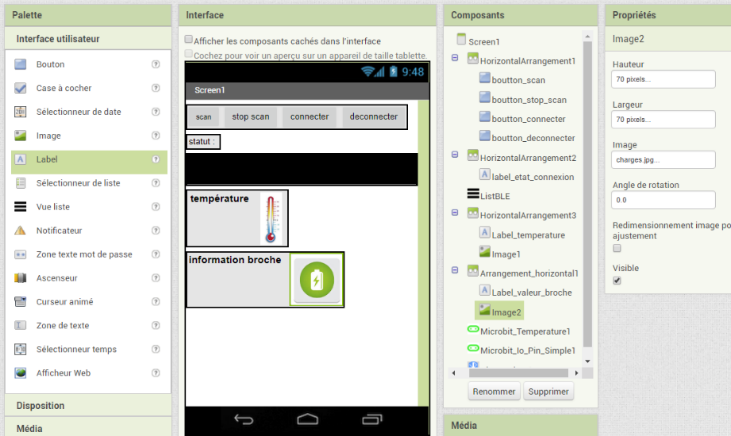 Palette
Interface utilisateur
Bouton
Case à cocher
Sélectionneur de date
Image
Label
Sélectionneur de liste
Vue liste
Notificateur
Zone texte mot de passe
Ascenseur
Curseur animé
Zone de texte
Sélectionneur temps
Afficheur Web
Disposition
Média
Interface
Afficher les composants cachés dans l'interface
Cochez pour voir un aperçu sur un appareil de taille tablette.
9:48
Screen1
scan stop scan connecter deconnecter
statut :
température
information broche
Composants
Screen1
HorizontalArrangement1
boutton_scan
boutton_stop_scan
boutton_connecter
boutton_deconnecter
HorizontalArrangement2
label_etat_connexion
ListBLE
HorizontalArrangement3
Label_temperature
Image1
Arrangement_horizontal1
Label_valeur_broche
Image2
Microbit_Temperature1
Microbit_Io_Pin_Simple1
Renommer Supprimer
Média
Propriétés
Image2
Hauteur
70 pixels...
Largeur
70 pixels...
Image
charges.jpg...
Angle de rotation
0.0
Redimensionnement image po
ajustement
Visible